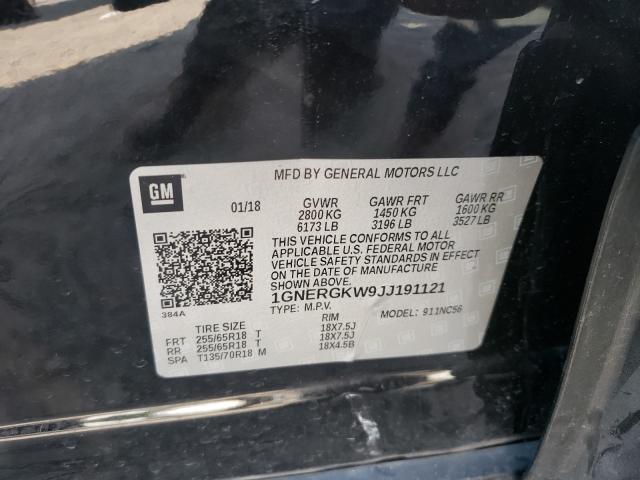 GM
MFD BY GENERAL MOTORS LLC
01/18
GVWR GAWR FRT GAWR RR
2800 KG 1450 KG 1600 KG
6173 LB 3196 LB 3527 LB
THIS VEHICLE CONFORMS TO ALL
APPLICABLE U.S. FEDERAL MOTOR
VEHICLE SAFETY STANDARDS IN EFFECT
ON THE DATE OF MANUFACTURE
SHOWN ABOVE.
384A
1GNERGKW9JJ191121
TYPE: M.P.V. MODEL: 911NC56
TIRE SIZE RIM
FRT 255/65R18 T 18X7.5J
RR 255/65R18 T 18X7.5J
SPA T135/70R18 M 18X4.5B